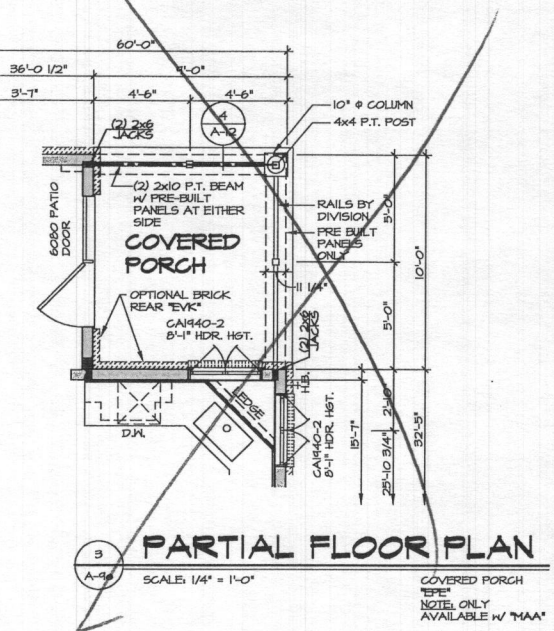 60'-0"
36'-0 1/2"
3'-7"
4'-6"
4'-6"
4
A-12
(2) 2x6
JACKS
10" ϕ COLUMN
4x4 P.T. POST
(2) 2x10 P.T. BEAM
W/ PRE-BUILT
PANELS AT EITHER
SIDE
6080 PATIO
DOOR
RAILS BY
DIVISION
PRE BUILT
PANELS
ONLY
5'-0"
10'-0"
COVERED
PORCH
11 1/4"
OPTIONAL BRICK
REAR "EVK"
CA1940-2
8'-1" HDR. HGT.
5'-0"
(2) 2x6
JACKS
H.B.
LEDGE
D.W.
CA1940-2
8'-1" HDR. HGT.
15'-7"
2'-10"
25'-10 3/4"
32'-5"
3
PARTIAL FLOOR PLAN
SCALE: 1/4" = 1'-0"
COVERED PORCH
"EPE"
NOTE: ONLY
AVAILABLE W/ "MAA"